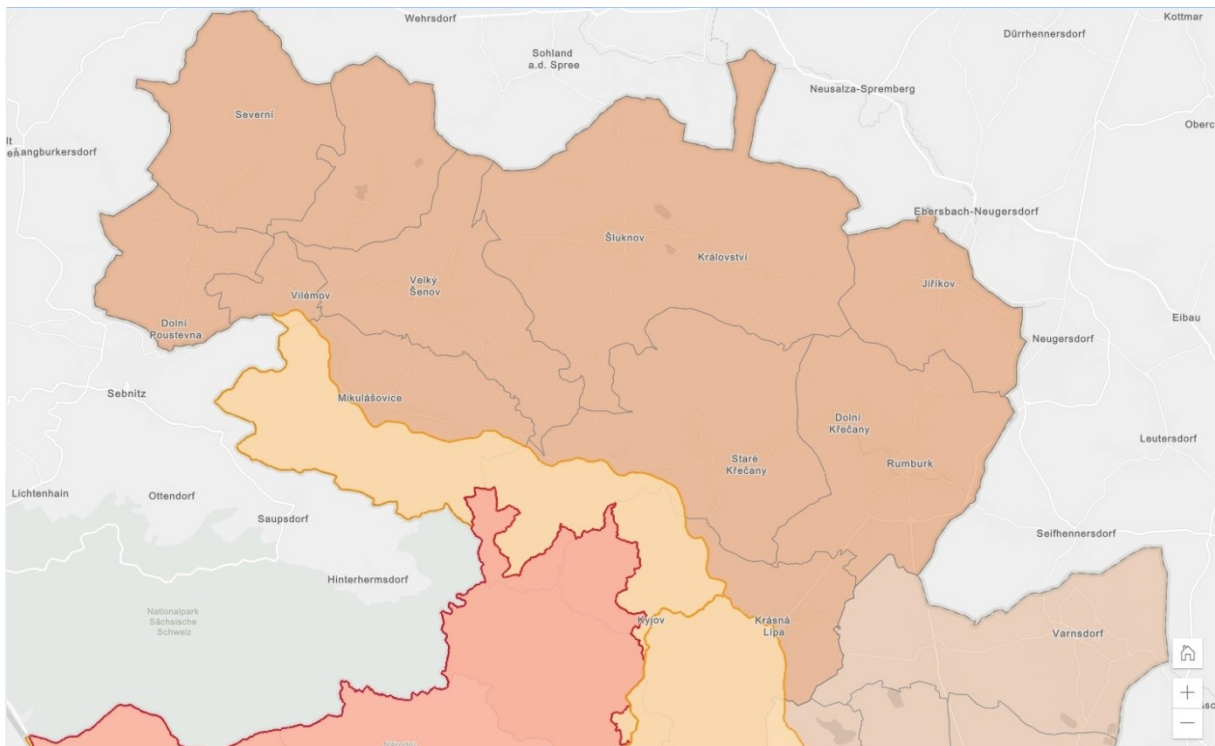 Wehrsdorf
Kottmar
Dürrhennersdorf
Sohland
a.d. Spree
Neusalza-Spremberg
Severní
Oberc
lt
Langburkersdorf
Ebersbach-Neugersdorf
Šluknov
Království
Velký
Šenov
Jiříkov
Vilémov
Eibau
Dolní
Poustevna
Neugersdorf
Sebnitz
Mikulášovice
Dolní
Křečany
Leutersdorf
Staré
Křečany
Rumburk
Lichtenhain
Ottendorf
Saupsdorf
Seifhennersdorf
Hinterhermsdorf
Nationalpark
Sächsische
Schweiz
Kyjov
Krásná
Lípa
Varnsdorf